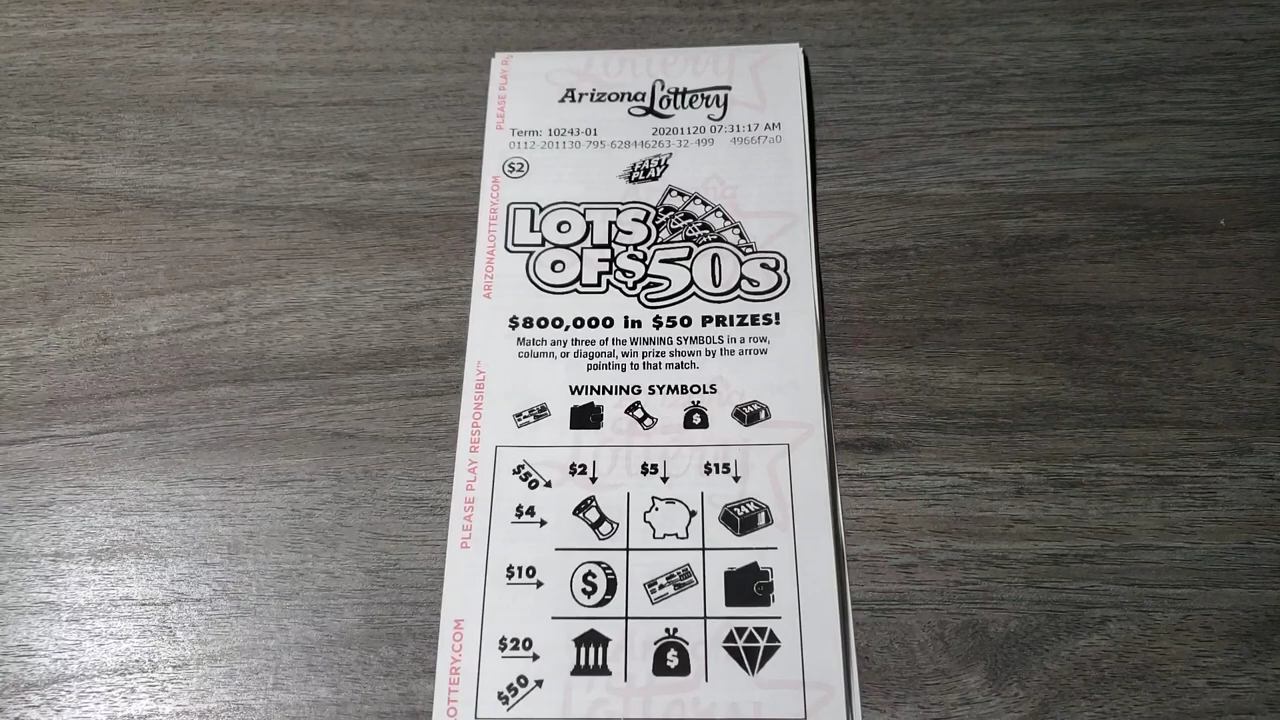 PLEASE PLAY R
Arizona Lottery
Term: 10243-01 20201120 07:31:17 AM
0112-201130-795-628446263-32-499 4966f7a0
$2
FAST
PLAY
ARIZONALOTTERY.COM
LOTS
OF $50s
$800,000 in $50 PRIZES!
Match any three of the WINNING SYMBOLS in a row,
column, or diagonal, win prize shown by the arrow
pointing to that match.
WINNING SYMBOLS
$
24K
PLEASE PLAY RESPONSIBLY™
$50 $2 $5 $15
$4 24K
$10 $
$20 $
$50
OTTERY.COM